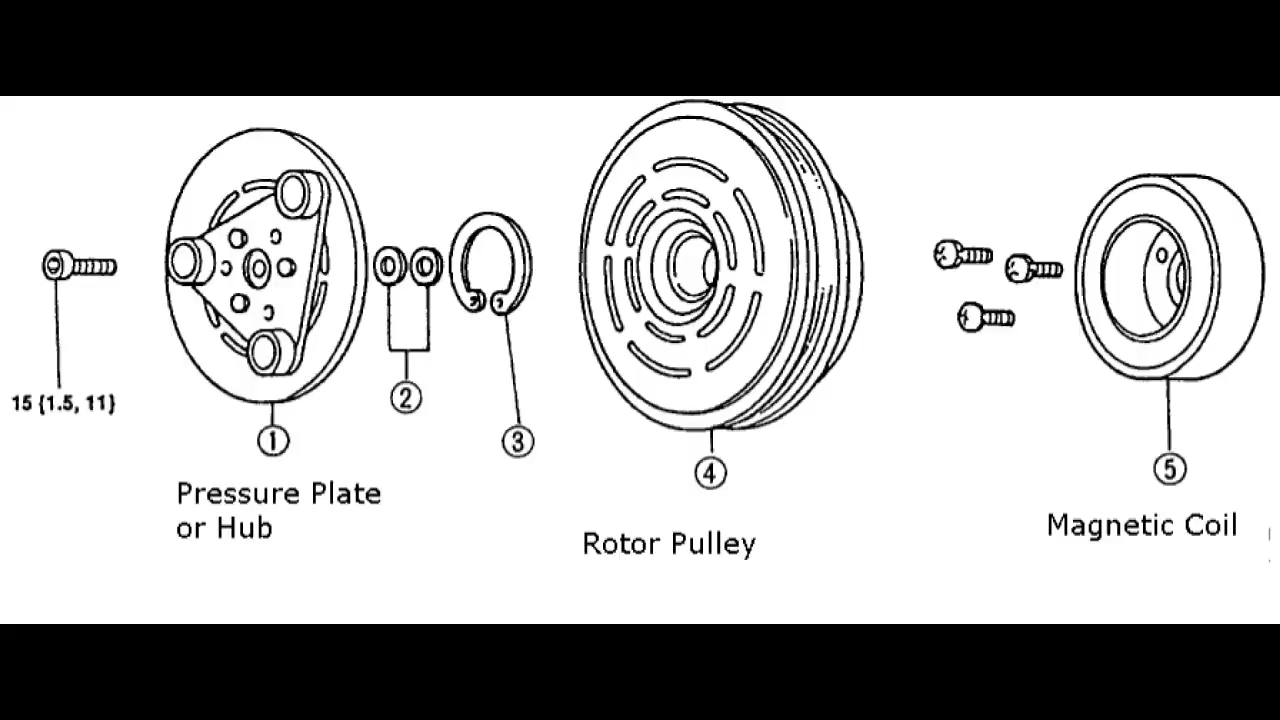 15 {1.5, 11}
①
②
③
④
⑤
Pressure Plate
or Hub
Rotor Pulley
Magnetic Coil